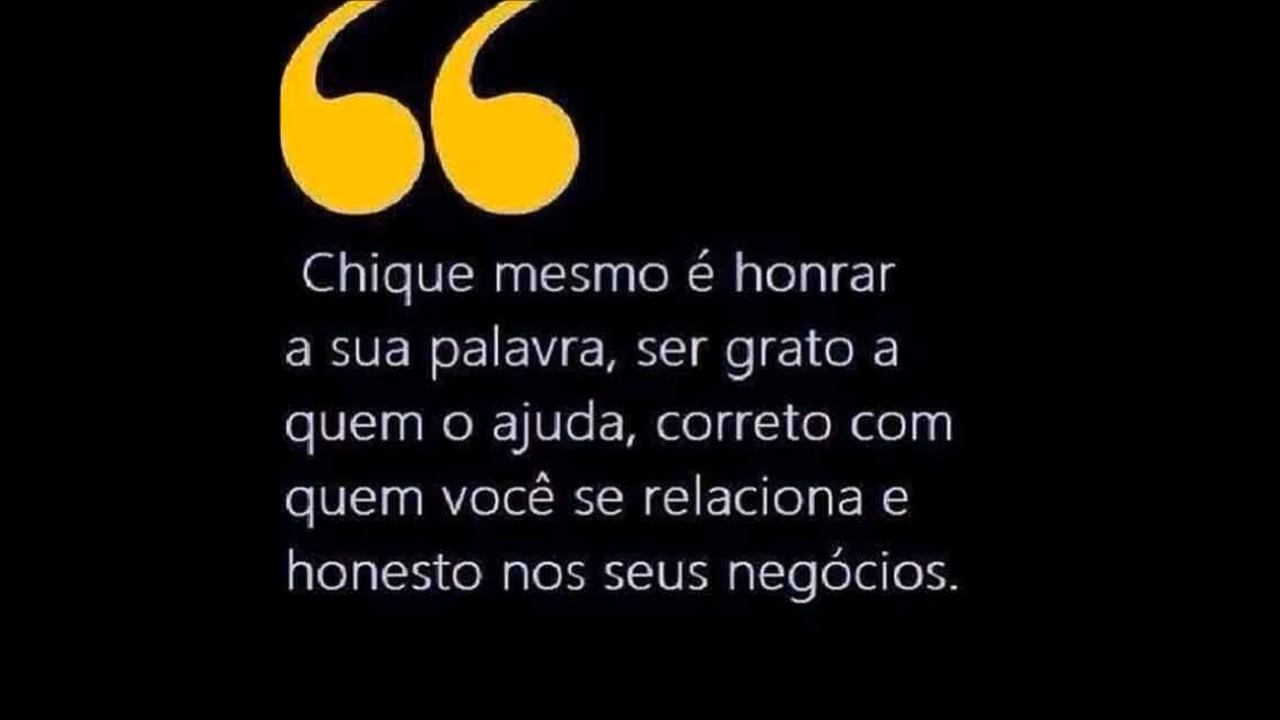 Chique mesmo é honrar
a sua palavra, ser grato a
quem o ajuda, correto com
quem você se relaciona e
honesto nos seus negócios.